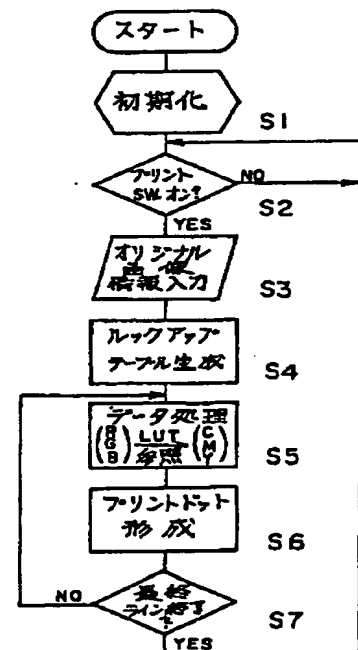 スタート
初期化
S1
プリント
SW.オン?
NO
S2
YES
オリジナル
画像
情報入力
S3
ルックアップ
テーブル生成
S4
データ処理
(RGB) LUT 参照 (CMY)
S5
プリントドット
形成
S6
最終
ライン終了
?
NO
S7
YES